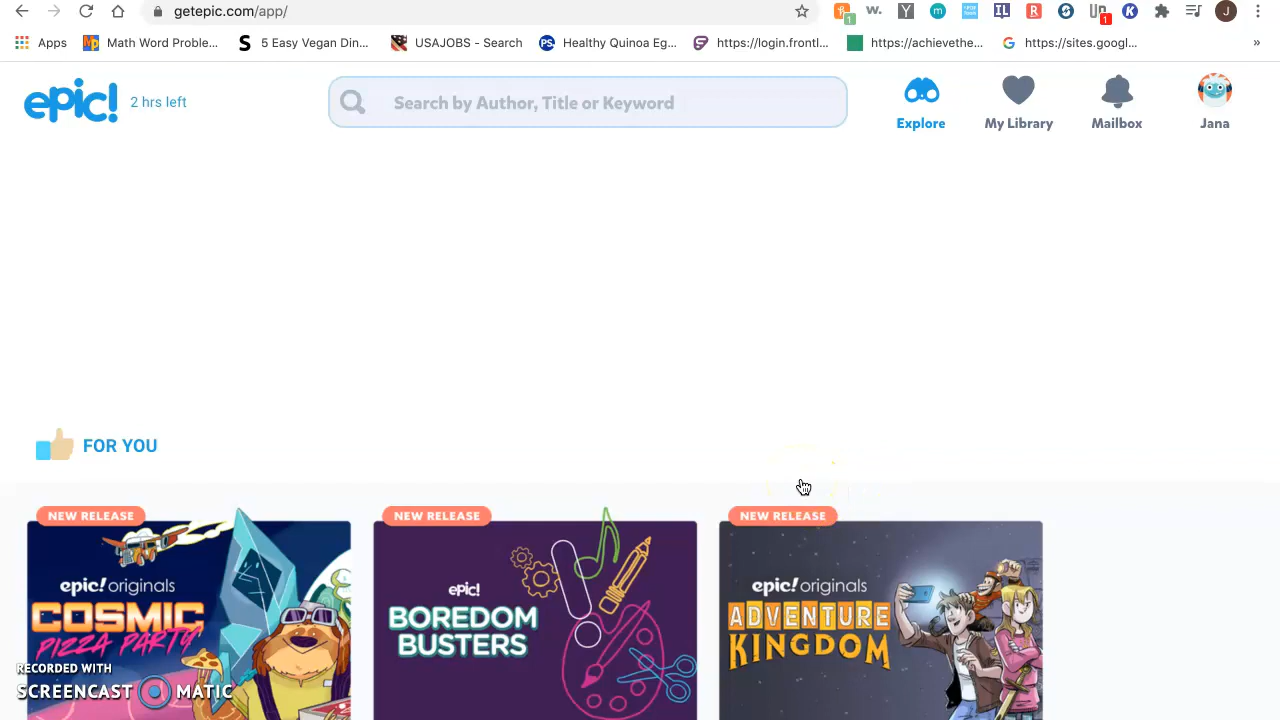 getepic.com/app/
1
1
J
Apps
Math Word Proble...
5 Easy Vegan Din...
USAJOBS - Search
Healthy Quinoa Eg...
https://login.frontl...
https://achievethe...
https://sites.googl...
»
epic!
2 hrs left
Search by Author, Title or Keyword
Explore
My Library
Mailbox
Jana
FOR YOU
NEW RELEASE
NEW RELEASE
NEW RELEASE
epic! originals
COSMIC
PIZZA PARTY
epic!
BOREDOM
BUSTERS
epic! originals
ADVENTURE
KINGDOM
RECORDED WITH
SCREENCAST MATIC